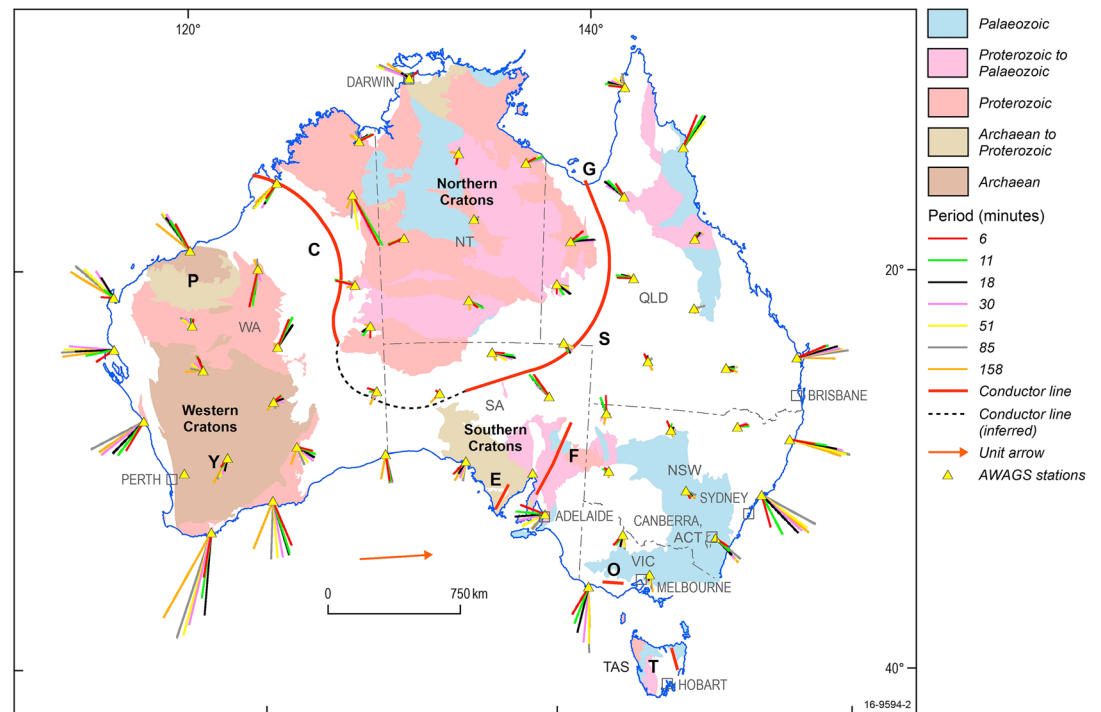 120°
140°
DARWIN
G
Northern
Cratons
NT
C
P
WA
QLD
20°
S
BRISBANE
SA
Western
Cratons
Southern
Cratons
F
NSW
Y
PERTH
E
SYDNEY
ADELAIDE
CANBERRA,
ACT
O
VIC
MELBOURNE
0
750 km
TAS
T
HOBART
40°
16-9594-2
Palaeozoic
Proterozoic to
Palaeozoic
Proterozoic
Archaean to
Proterozoic
Archaean
Period (minutes)
6
11
18
30
51
85
158
Conductor line
Conductor line
(inferred)
Unit arrow
AWAGS stations